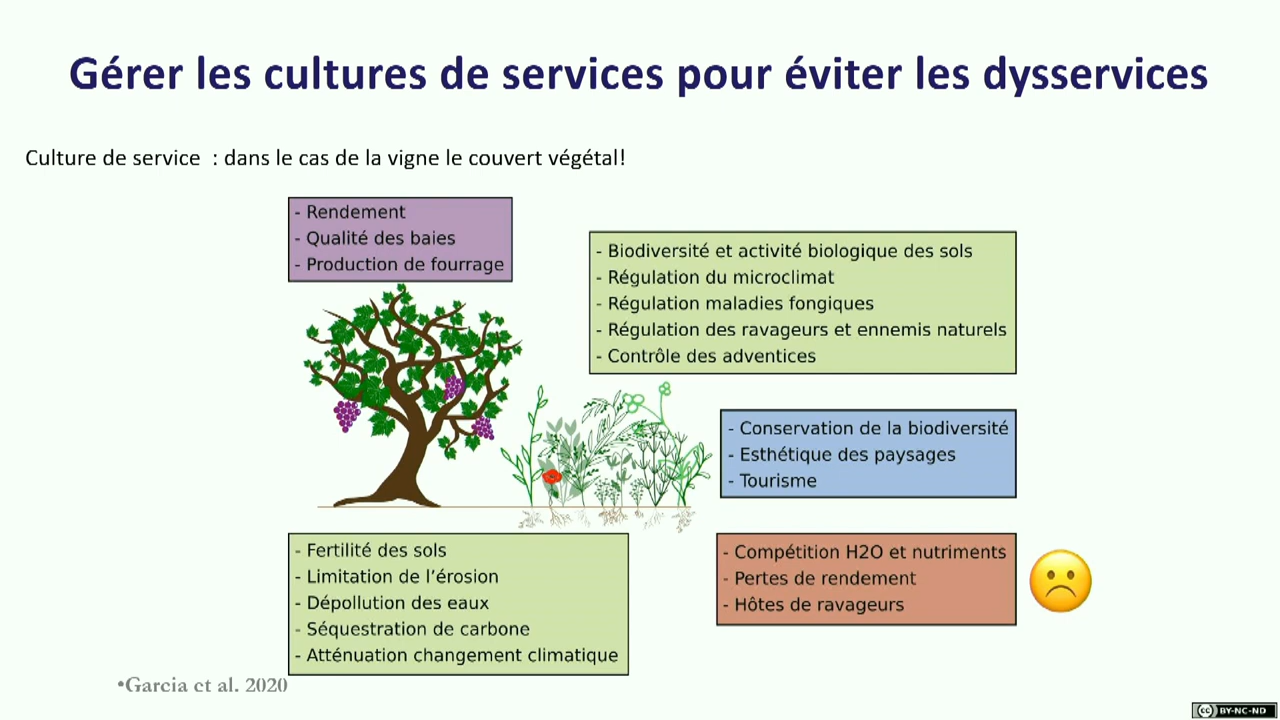 Gérer les cultures de services pour éviter les dysservices
Culture de service  : dans le cas de la vigne le couvert végétal!
- Rendement
- Qualité des baies
- Production de fourrage
- Biodiversité et activité biologique des sols
- Régulation du microclimat
- Régulation maladies fongiques
- Régulation des ravageurs et ennemis naturels
- Contrôle des adventices
- Conservation de la biodiversité
- Esthétique des paysages
- Tourisme
- Fertilité des sols
- Limitation de l'érosion
- Dépollution des eaux
- Séquestration de carbone
- Atténuation changement climatique
- Compétition H2O et nutriments
- Pertes de rendement
- Hôtes de ravageurs
•Garcia et al. 2020
cc BY-NC-ND